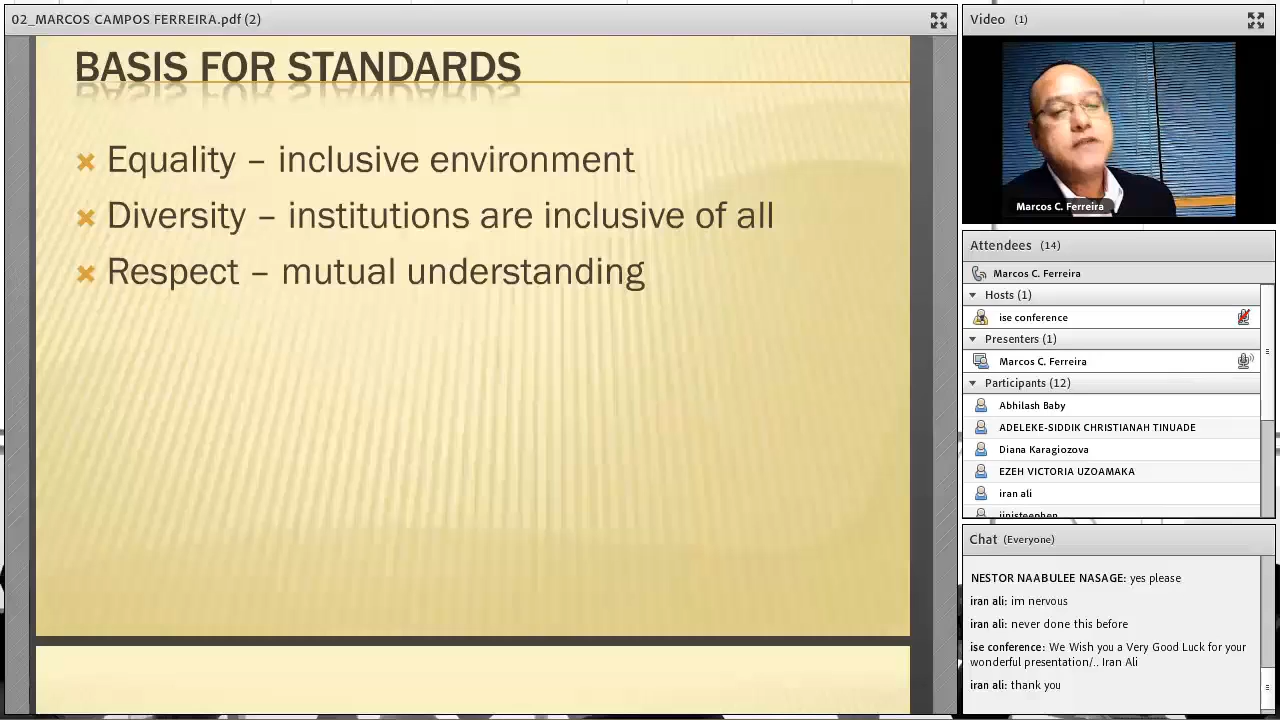 02_MARCOS CAMPOS FERREIRA.pdf (2)
BASIS FOR STANDARDS
Equality – inclusive environment
Diversity – institutions are inclusive of all
Respect – mutual understanding
Video (1)
Marcos C. Ferreira
Attendees (14)
Marcos C. Ferreira
Hosts (1)
ise conference
Presenters (1)
Marcos C. Ferreira
Participants (12)
Abhilash Baby
ADELEKE-SIDDIK CHRISTIANAH TINUADE
Diana Karagiozova
EZEH VICTORIA UZOAMAKA
iran ali
Chat (Everyone)
NESTOR NAABULEE NASAGE: yes please
iran ali: im nervous
iran ali: never done this before
ise conference: We Wish you a Very Good Luck for your
wonderful presentation/.. Iran Ali
iran ali: thank you